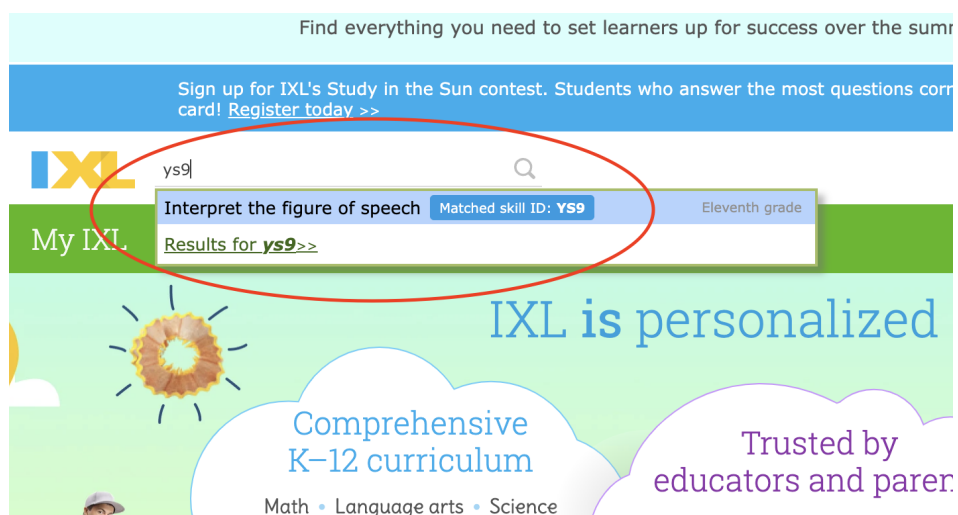 Find everything you need to set learners up for success over the
Sign up for IXL's Study in the Sun contest. Students who answer the most questions
card! Register today >>
IXL
ys9
Interpret the figure of speech Matched skill ID: YS9 Eleventh grade
My IXL
Results for ys9>>
IXL is personalized
Comprehensive
K–12 curriculum
Trusted by
educators and
Math • Language arts • Science